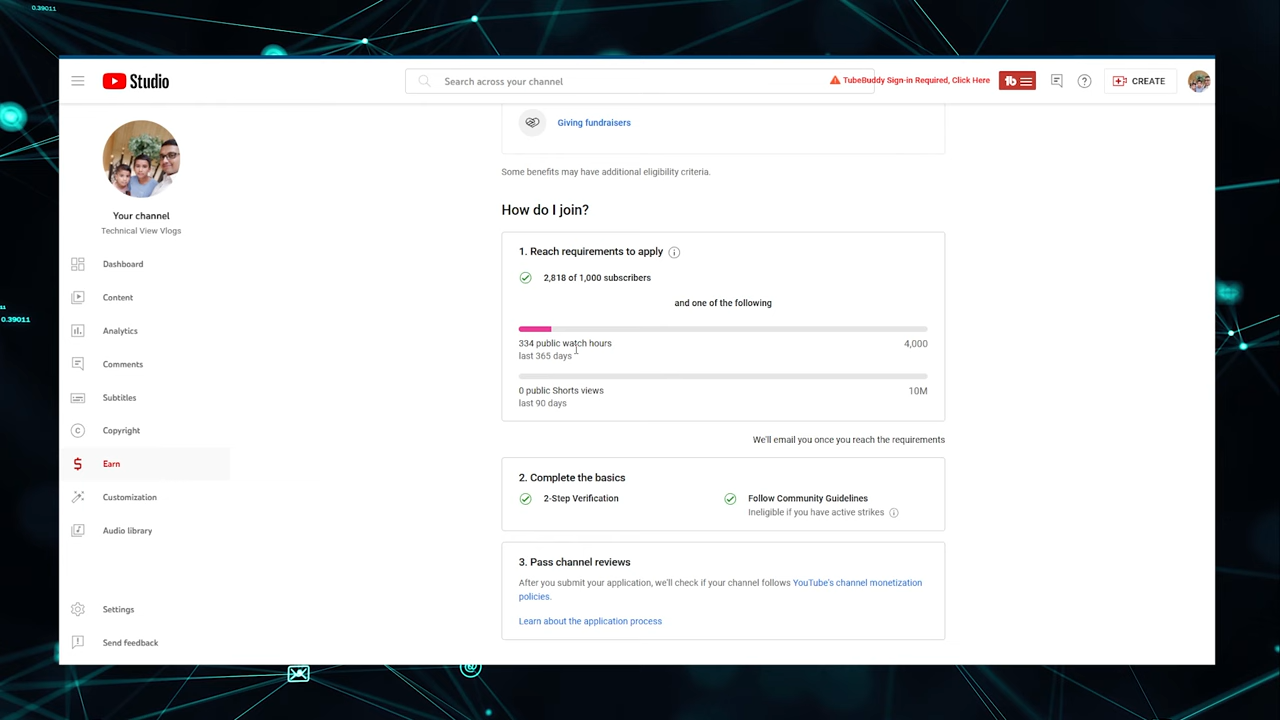 0.39011
Studio
Search across your channel
TubeBuddy Sign-in Required, Click Here
tb
CREATE
Giving fundraisers
Some benefits may have additional eligibility criteria.
Your channel
Technical View Vlogs
Dashboard
Content
Analytics
Comments
Subtitles
Copyright
Earn
Customization
Audio library
Settings
Send feedback
How do I join?
1. Reach requirements to apply
2,818 of 1,000 subscribers
and one of the following
334 public watch hours 4,000
last 365 days
0 public Shorts views 10M
last 90 days
We'll email you once you reach the requirements
2. Complete the basics
2-Step Verification
Follow Community Guidelines
Ineligible if you have active strikes
3. Pass channel reviews
After you submit your application, we'll check if your channel follows YouTube's channel monetization
policies.
Learn about the application process
0.39011